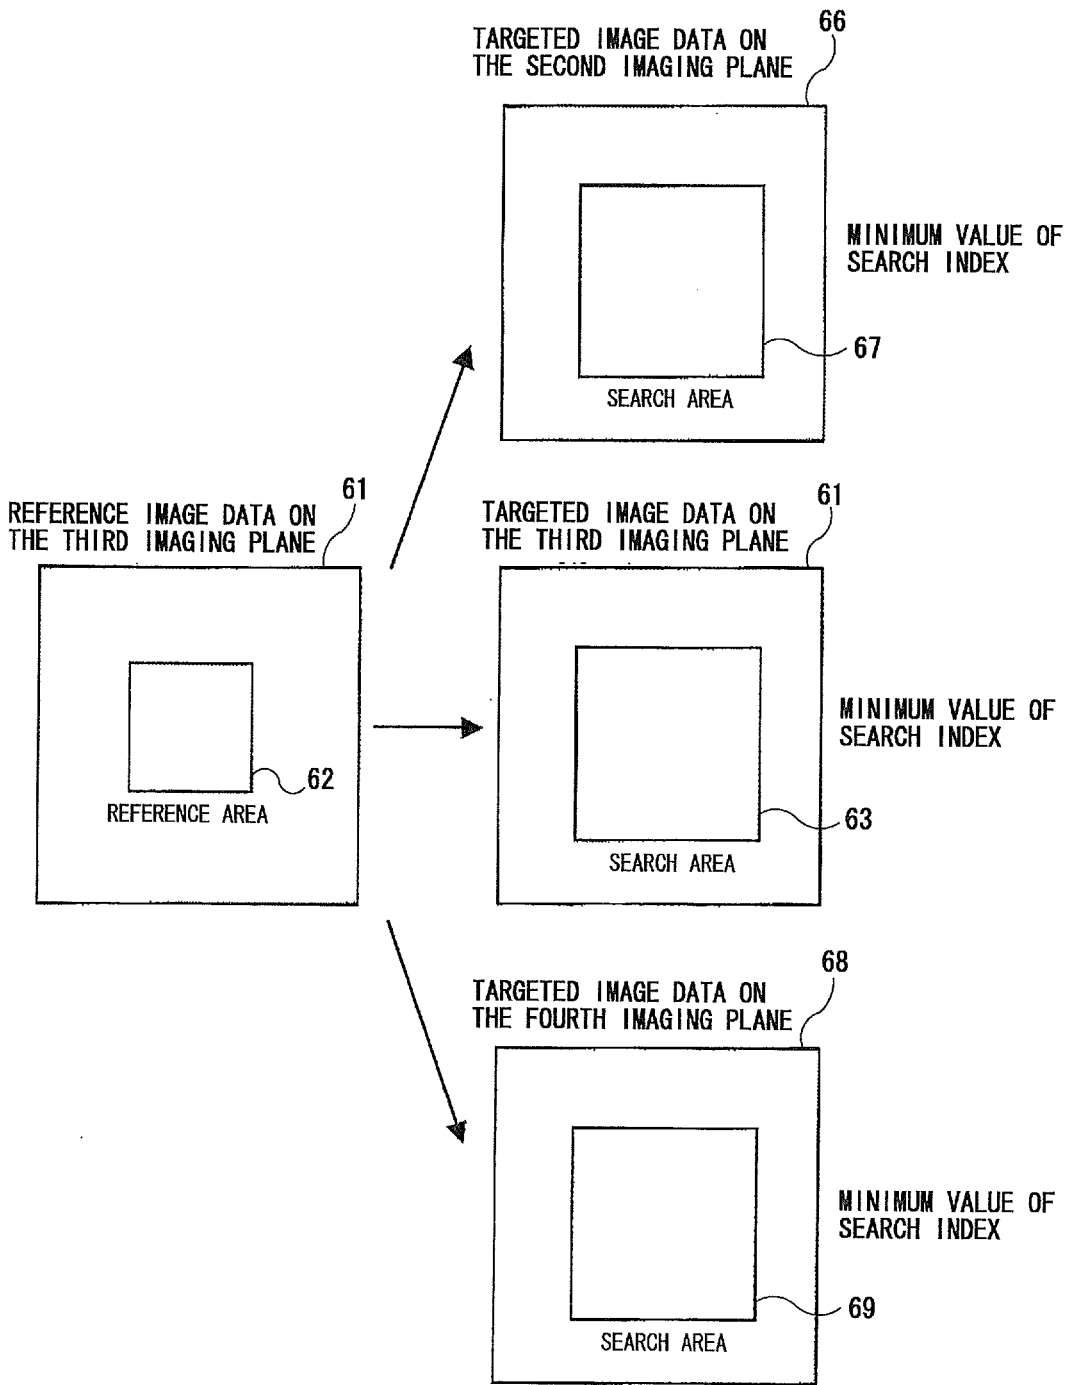 66
TARGETED IMAGE DATA ON
THE SECOND IMAGING PLANE
MINIMUM VALUE OF
SEARCH INDEX
67
SEARCH AREA
61
REFERENCE IMAGE DATA ON
THE THIRD IMAGING PLANE
61
TARGETED IMAGE DATA ON
THE THIRD IMAGING PLANE
MINIMUM VALUE OF
SEARCH INDEX
62
REFERENCE AREA
63
SEARCH AREA
68
TARGETED IMAGE DATA ON
THE FOURTH IMAGING PLANE
MINIMUM VALUE OF
SEARCH INDEX
69
SEARCH AREA